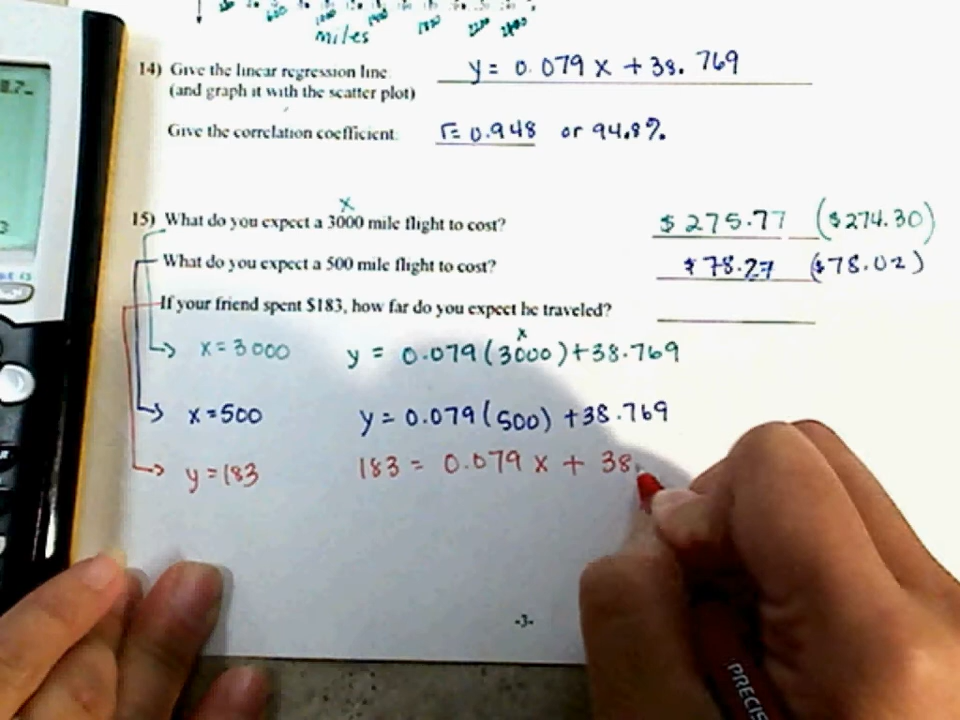 miles
14) Give the linear regression line y = 0.079 x + 38.769
(and graph it with the scatter plot)
Give the correlation coefficient. r = 0.948 or 94.8%
x
15) What do you expect a 3000 mile flight to cost? $275.77 ($274.30)
What do you expect a 500 mile flight to cost? $78.27 ($78.02)
If your friend spent $183, how far do you expect he traveled?
x
x = 3000 y = 0.079(3000) + 38.769
x = 500 y = 0.079(500) + 38.769
y = 183 183 = 0.079 x + 38.
-3-
PRECIS